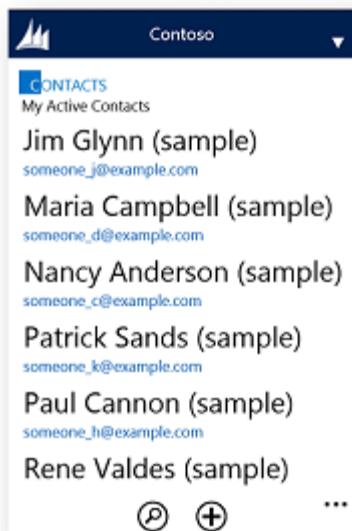 Contoso
CONTACTS
My Active Contacts
Jim Glynn (sample)
someone_j@example.com
Maria Campbell (sample)
someone_d@example.com
Nancy Anderson (sample)
someone_c@example.com
Patrick Sands (sample)
someone_k@example.com
Paul Cannon (sample)
someone_h@example.com
Rene Valdes (sample)
...